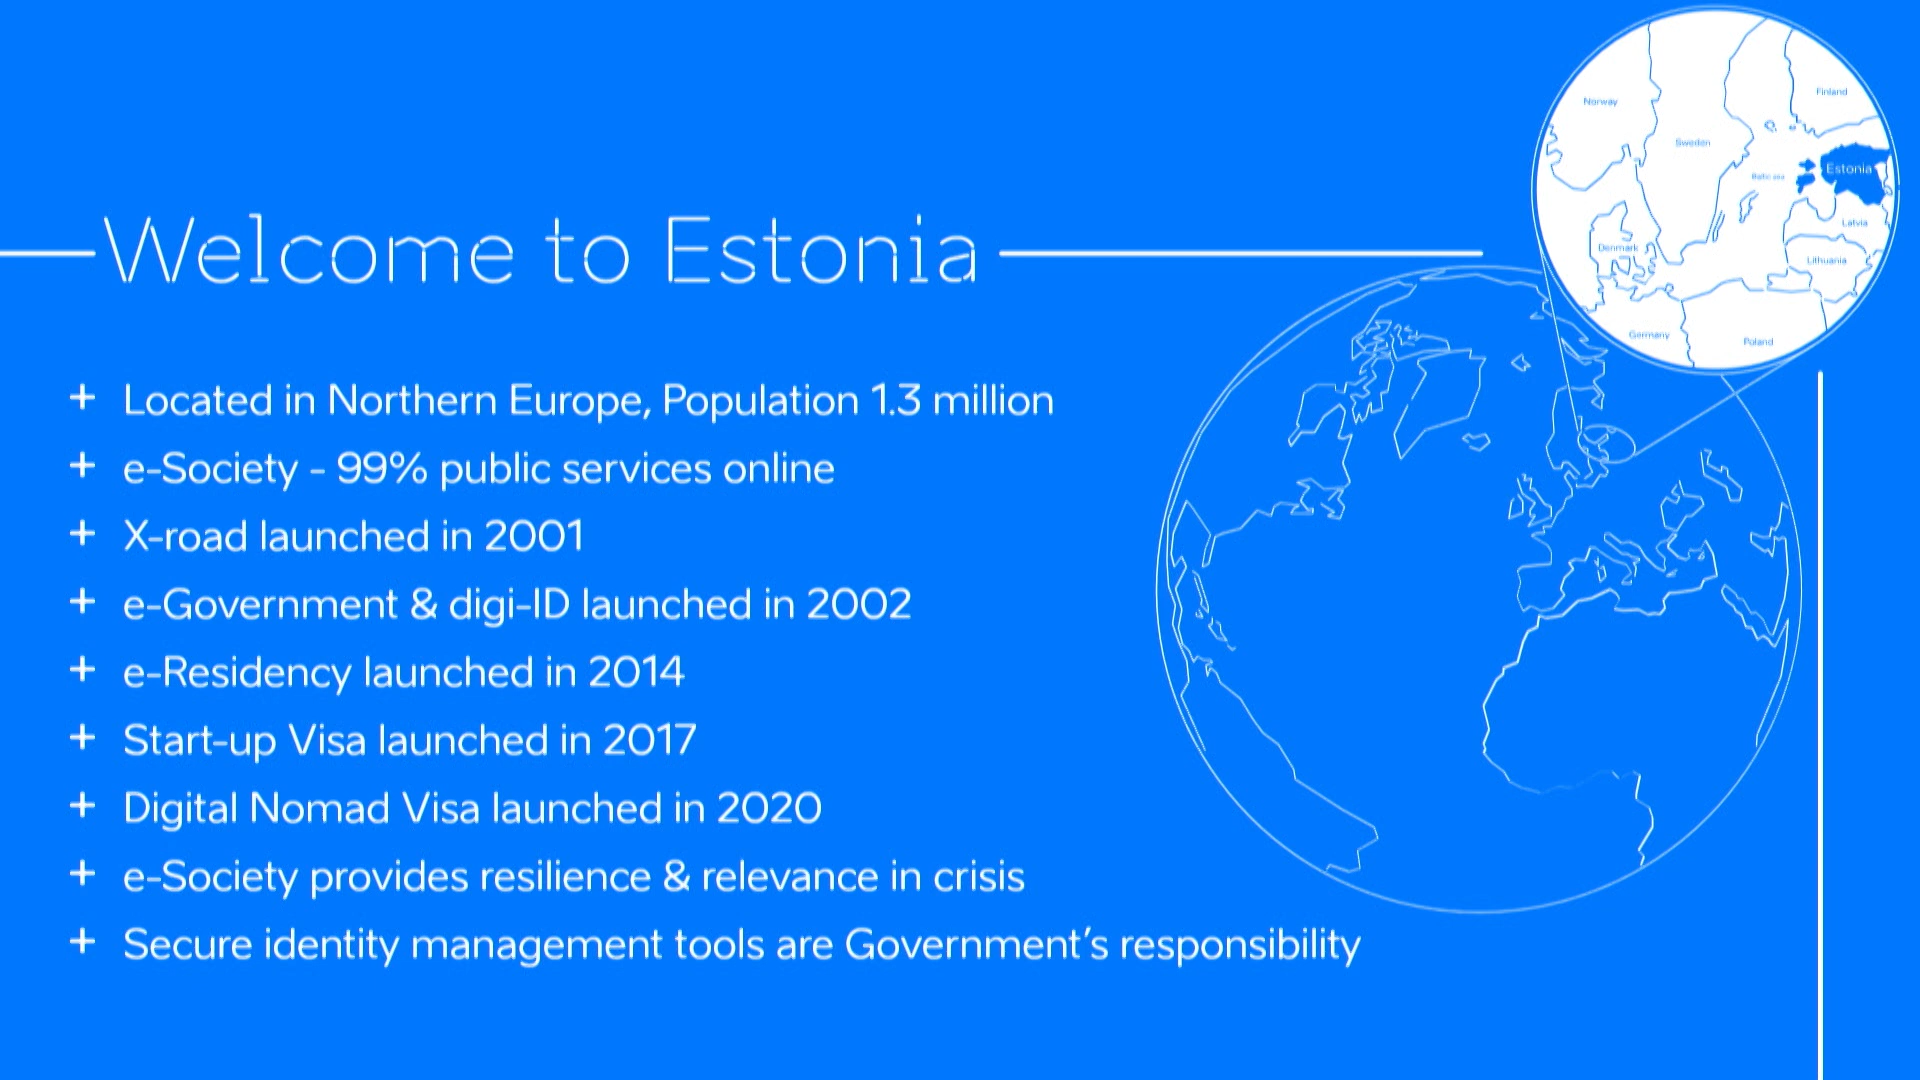 Welcome to Estonia
+ Located in Northern Europe, Population 1.3 million
+ e-Society - 99% public services online
+ X-road launched in 2001
+ e-Government & digi-ID launched in 2002
+ e-Residency launched in 2014
+ Start-up Visa launched in 2017
+ Digital Nomad Visa launched in 2020
+ e-Society provides resilience & relevance in crisis
+ Secure identity management tools are Government's responsibility
Finland
Norway
Sweden
Estonia
Baltic sea
Latvia
Denmark
Lithuania
Germany
Poland